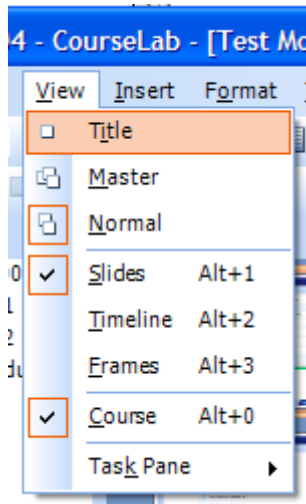 4 - CourseLab - [Test Mo
View Insert Format
Title
Master
Normal
Slides Alt+1
Timeline Alt+2
Frames Alt+3
Course Alt+0
Task Pane